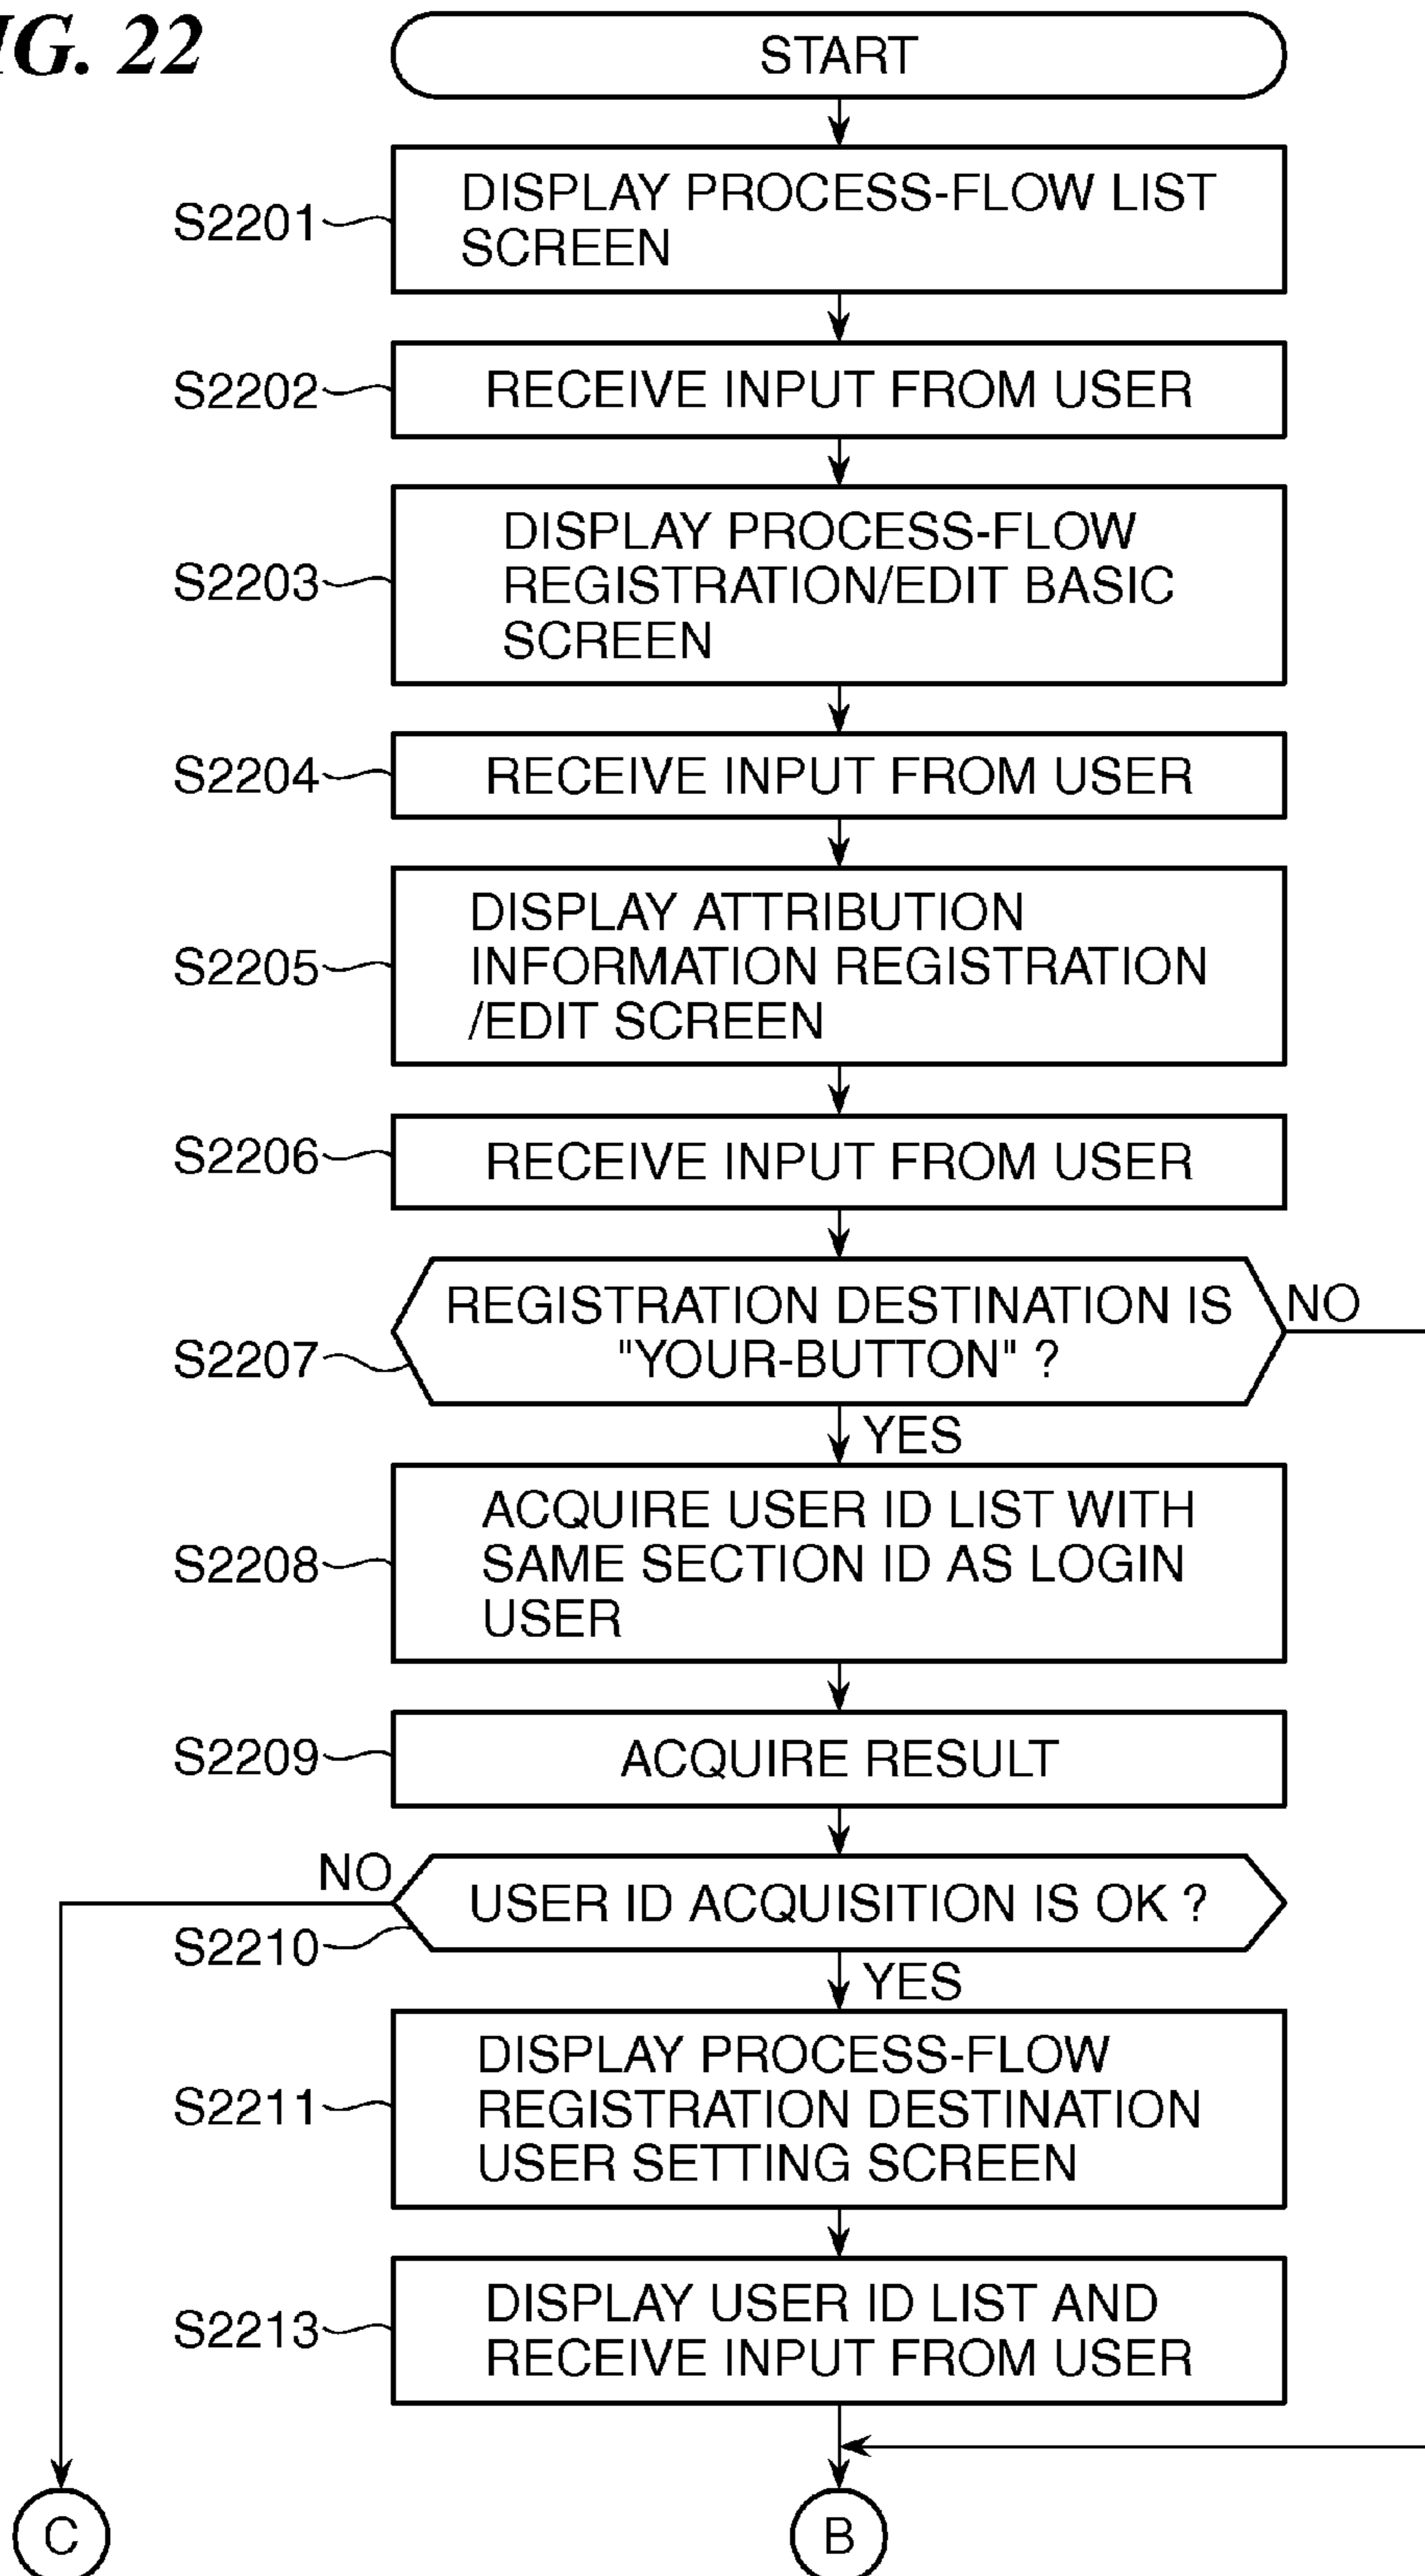 IG. 22
START
S2201
DISPLAY PROCESS-FLOW LIST
SCREEN
S2202
RECEIVE INPUT FROM USER
S2203
DISPLAY PROCESS-FLOW
REGISTRATION/EDIT BASIC
SCREEN
S2204
RECEIVE INPUT FROM USER
S2205
DISPLAY ATTRIBUTION
INFORMATION REGISTRATION
/EDIT SCREEN
S2206
RECEIVE INPUT FROM USER
S2207
REGISTRATION DESTINATION IS
"YOUR-BUTTON" ?
NO
YES
S2208
ACQUIRE USER ID LIST WITH
SAME SECTION ID AS LOGIN
USER
S2209
ACQUIRE RESULT
NO
S2210
USER ID ACQUISITION IS OK ?
YES
S2211
DISPLAY PROCESS-FLOW
REGISTRATION DESTINATION
USER SETTING SCREEN
S2213
DISPLAY USER ID LIST AND
RECEIVE INPUT FROM USER
C
B